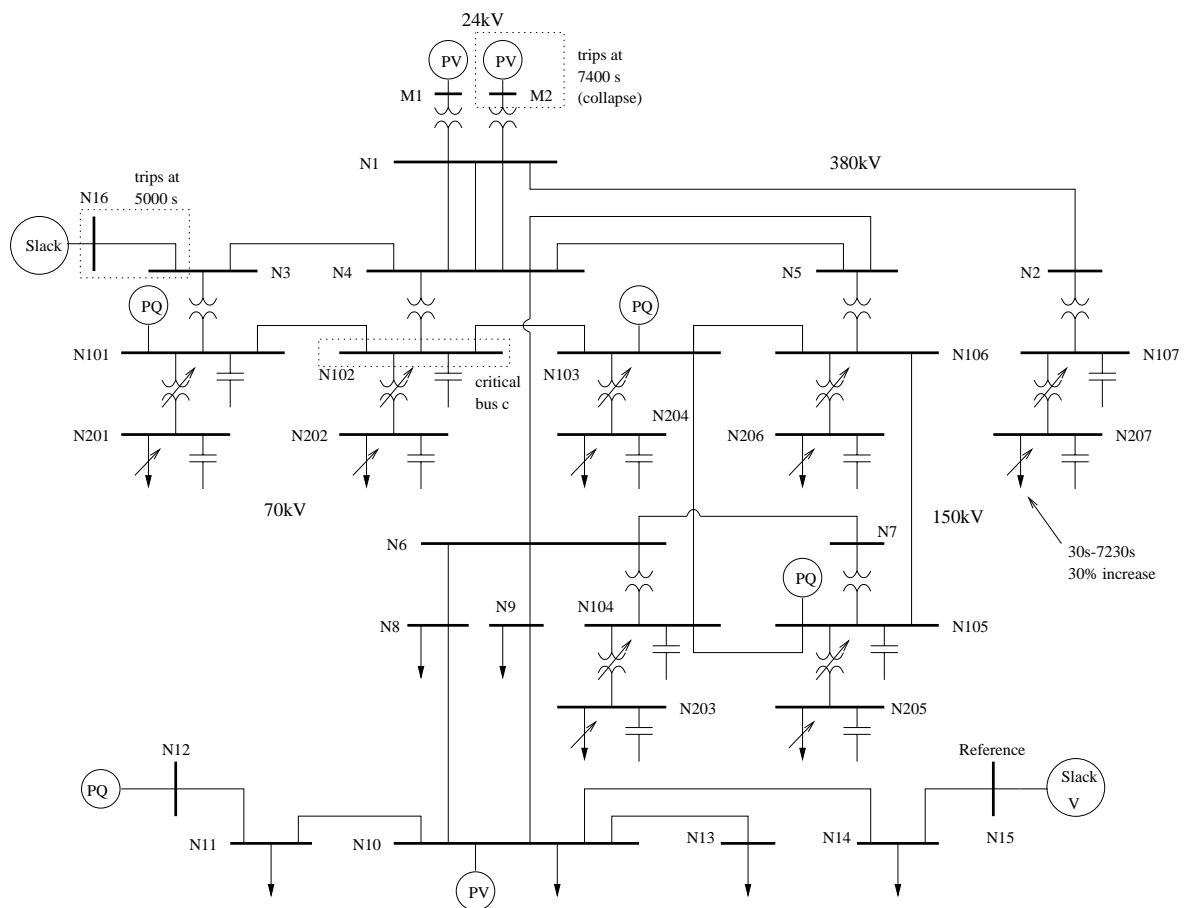 24kV
PV
PV
trips at
7400 s
(collapse)
M1
M2
N1
380kV
trips at
5000 s
N16
Slack
N3
N4
N5
N2
PQ
PQ
N101
N102
critical
bus c
N103
N106
N107
N201
N202
N204
N206
N207
70kV
150kV
30s-7230s
30% increase
N6
N7
PQ
N8
N9
N104
N105
N203
N205
N12
Reference
PQ
Slack
V
N11
N10
N13
N14
N15
PV